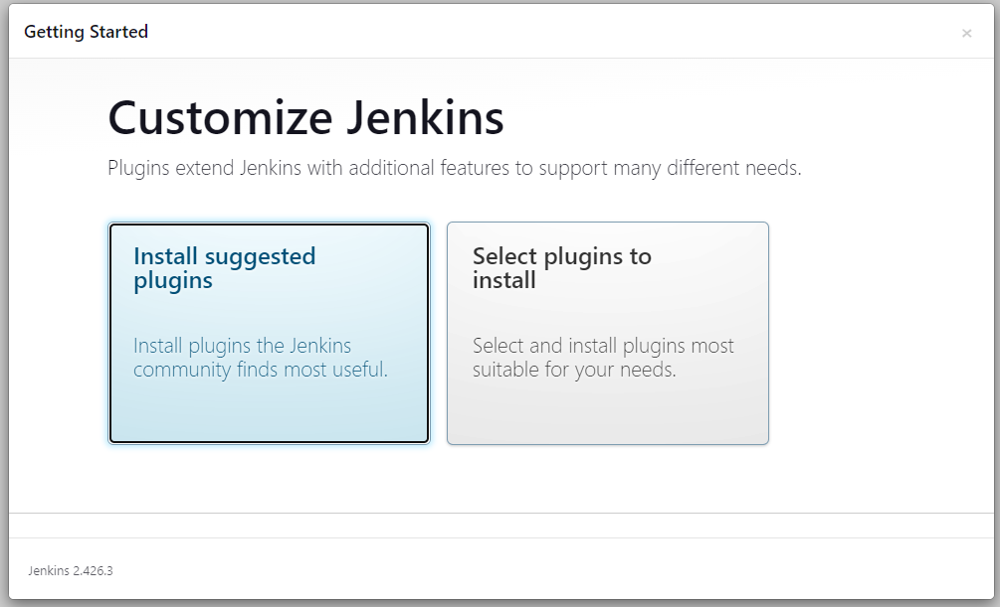 Getting Started
×
Customize Jenkins
Plugins extend Jenkins with additional features to support many different needs.
Install suggested
plugins
Install plugins the Jenkins
community finds most useful.
Select plugins to
install
Select and install plugins most
suitable for your needs.
Jenkins 2.426.3